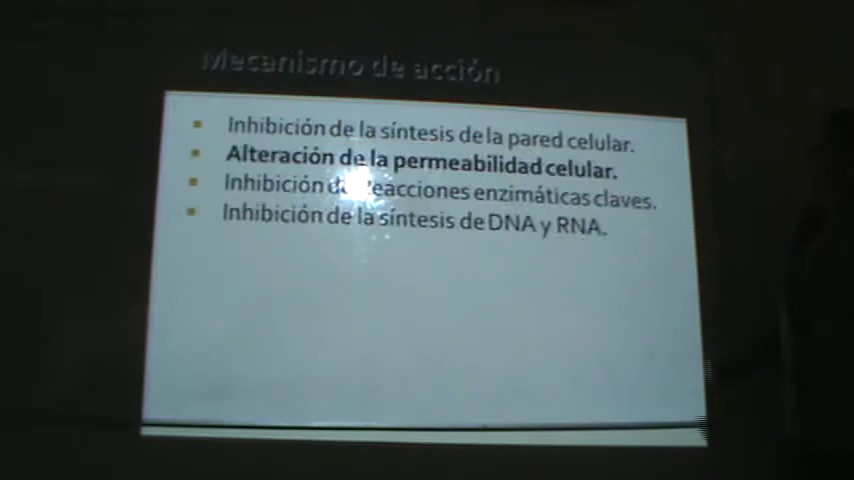 Mecanismo de acción
Inhibición de la síntesis de la pared celular.
Alteración de la permeabilidad celular.
Inhibición de reacciones enzimáticas claves.
Inhibición de la síntesis de DNA y RNA.